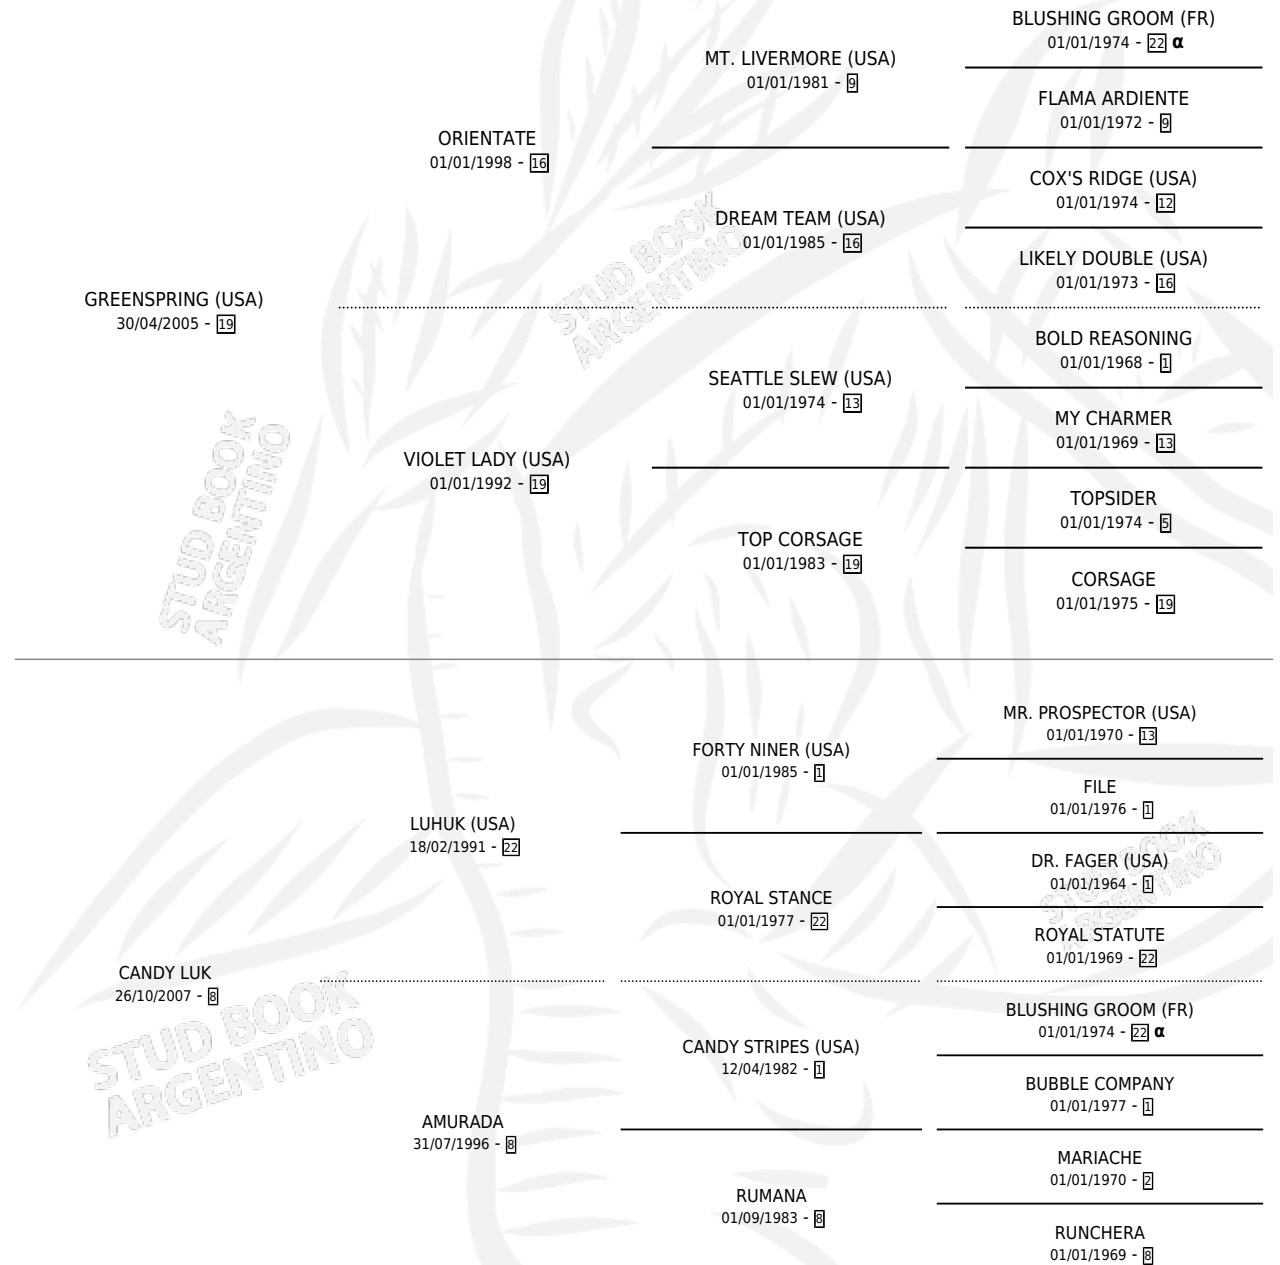 BLUSHING GROOM (FR)
01/01/1974 - 22 α
MT. LIVERMORE (USA)
01/01/1981 - 9
FLAMA ARDIENTE
01/01/1972 - 9
ORIENTATE
01/01/1998 - 16
COX'S RIDGE (USA)
01/01/1974 - 12
DREAM TEAM (USA)
01/01/1985 - 16
LIKELY DOUBLE (USA)
01/01/1973 - 16
GREENSPRING (USA)
30/04/2005 - 19
BOLD REASONING
01/01/1968 - 1
SEATTLE SLEW (USA)
01/01/1974 - 13
MY CHARMER
01/01/1969 - 13
VIOLET LADY (USA)
01/01/1992 - 19
TOPSIDER
01/01/1974 - 5
TOP CORSAGE
01/01/1983 - 19
CORSAGE
01/01/1975 - 19
MR. PROSPECTOR (USA)
01/01/1970 - 13
FORTY NINER (USA)
01/01/1985 - 1
FILE
01/01/1976 - 1
LUHUK (USA)
18/02/1991 - 22
DR. FAGER (USA)
01/01/1964 - 1
ROYAL STANCE
01/01/1977 - 22
ROYAL STATUTE
01/01/1969 - 22
CANDY LUK
26/10/2007 - 8
BLUSHING GROOM (FR)
01/01/1974 - 22 α
CANDY STRIPES (USA)
12/04/1982 - 1
BUBBLE COMPANY
01/01/1977 - 1
AMURADA
31/07/1996 - 8
MARIACHE
01/01/1970 - 2
RUMANA
01/09/1983 - 8
RUNCHERA
01/01/1969 - 8
STUD BOOK
ARGENTINO
STUD BOOK
ARGENTINO
STUD BOOK
ARGENTINO
STUD BOOK
ARGENTINO